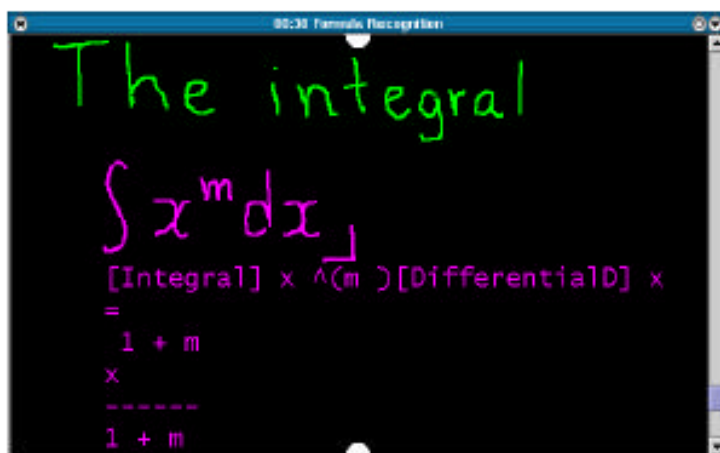 00:30 Formula Recognition
The integral
∫ x^m dx
[Integral] x ^(m )[DifferentialD] x
=
1 + m
x
------
1 + m